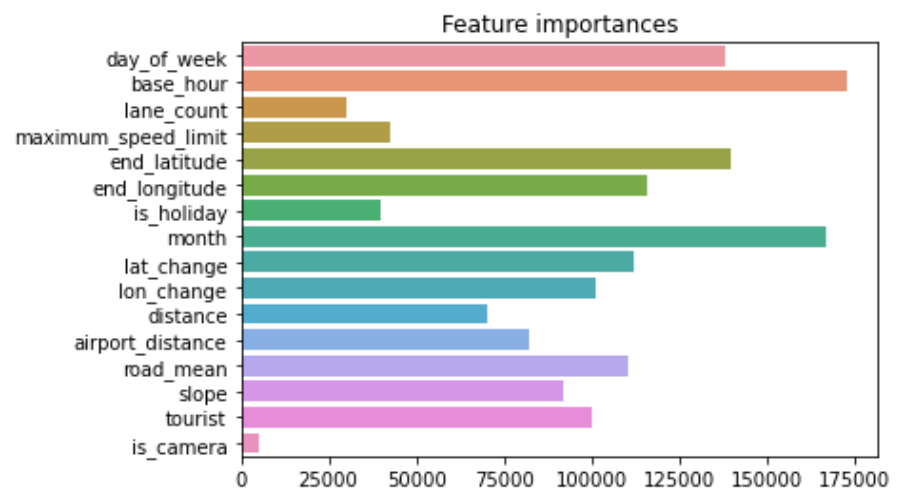 Feature importances
day_of_week
base_hour
lane_count
maximum_speed_limit
end_latitude
end_longitude
is_holiday
month
lat_change
lon_change
distance
airport_distance
road_mean
slope
tourist
is_camera
0 25000 50000 75000 100000 125000 150000 175000